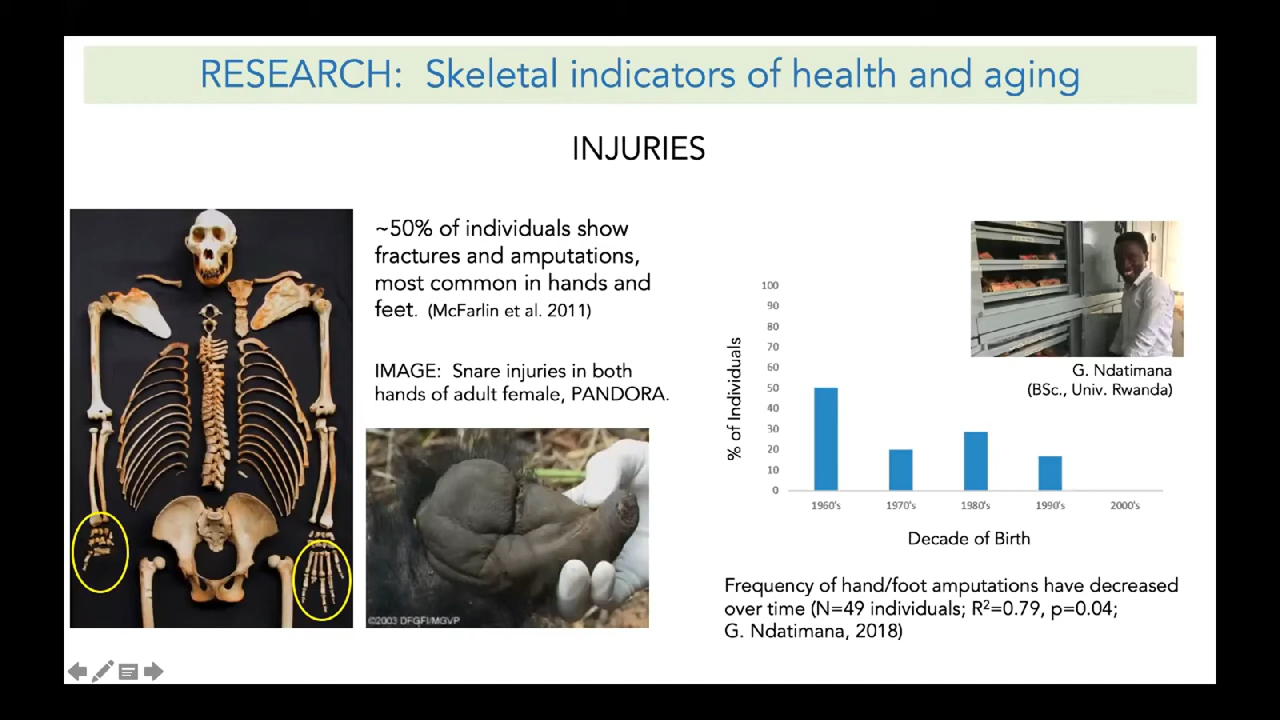 RESEARCH: Skeletal indicators of health and aging
INJURIES
~50% of individuals show
fractures and amputations,
most common in hands and
feet. (McFarlin et al. 2011)
IMAGE: Snare injuries in both
hands of adult female, PANDORA.
©2003 DFGFI/MGVP
G. Ndatimana
(BSc., Univ. Rwanda)
% of Individuals
100
90
80
70
60
50
40
30
20
10
0
1960's 1970's 1980's 1990's 2000's
Decade of Birth
Frequency of hand/foot amputations have decreased
over time (N=49 individuals; R²=0.79, p=0.04;
G. Ndatimana, 2018)